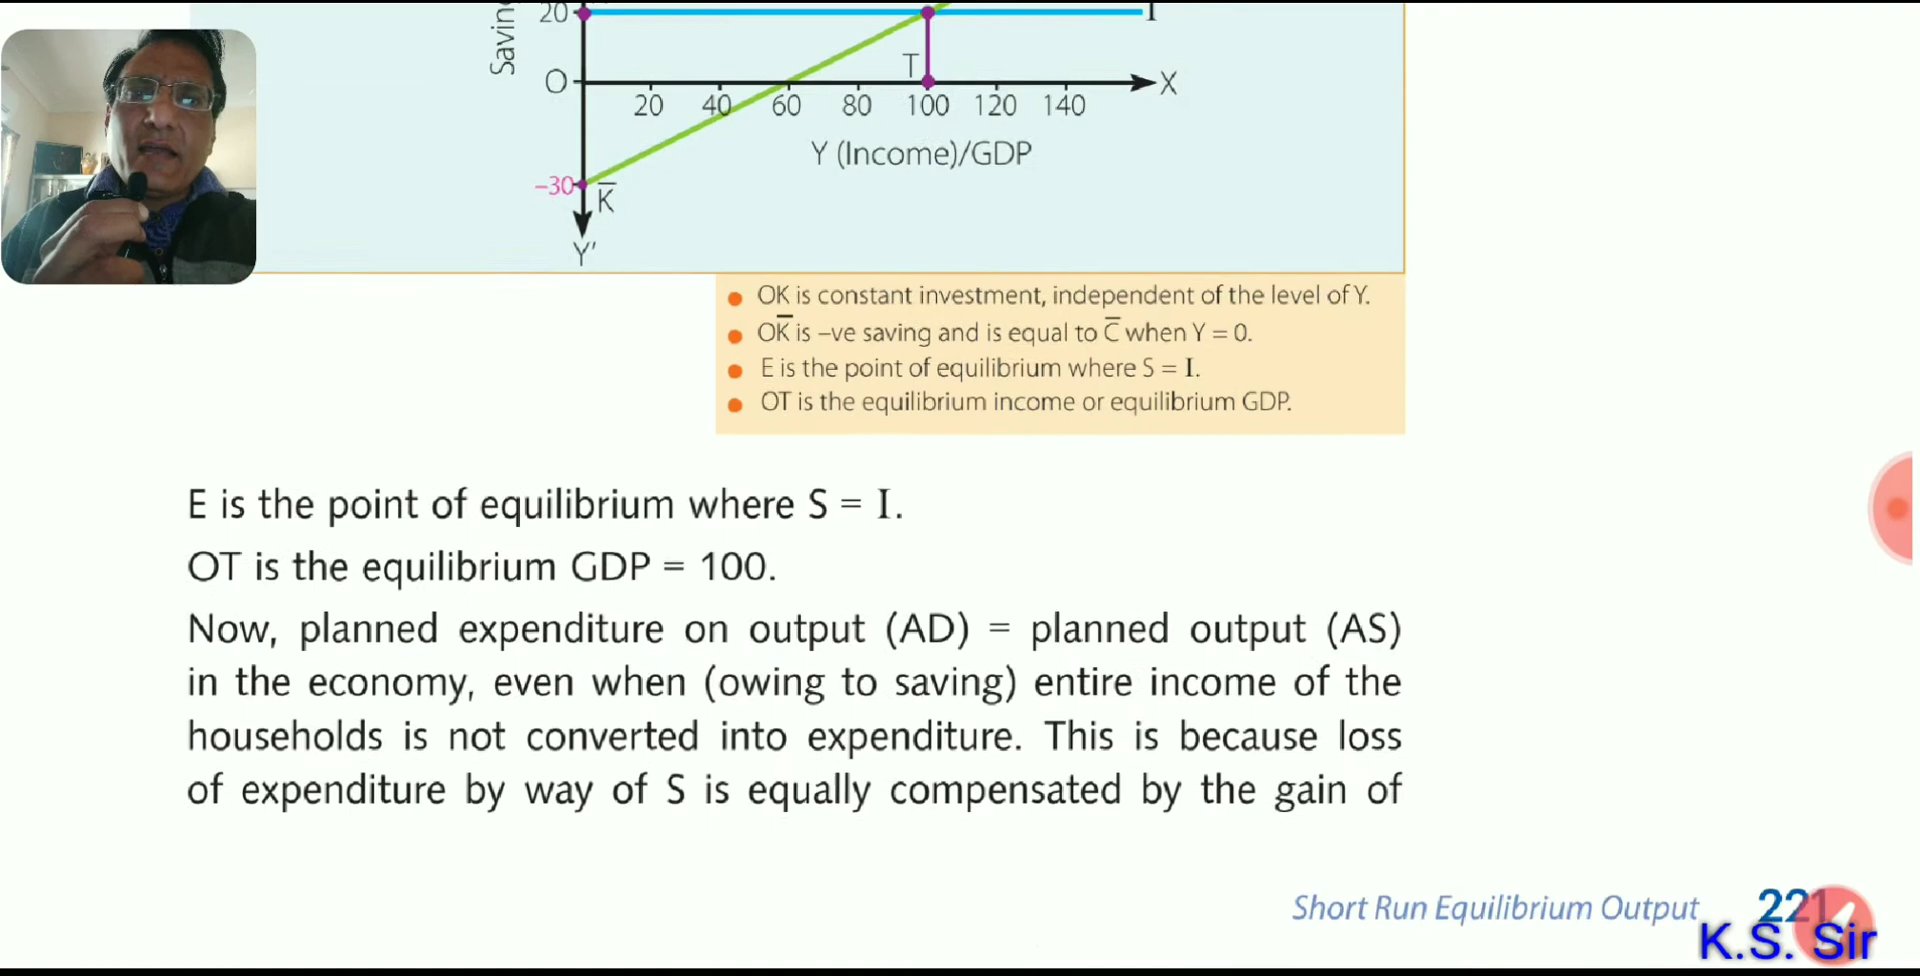 Saving
20
I
O
T
X
20 40 60 80 100 120 140
Y (Income)/GDP
–30
K̅
Y'
OK is constant investment, independent of the level of Y.
OK̅ is –ve saving and is equal to C̅ when Y = 0.
E is the point of equilibrium where S = I.
OT is the equilibrium income or equilibrium GDP.
E is the point of equilibrium where S = I.
OT is the equilibrium GDP = 100.
Now, planned expenditure on output (AD) = planned output (AS)
in the economy, even when (owing to saving) entire income of the
households is not converted into expenditure. This is because loss
of expenditure by way of S is equally compensated by the gain of
Short Run Equilibrium Output 221
K.S. Sir